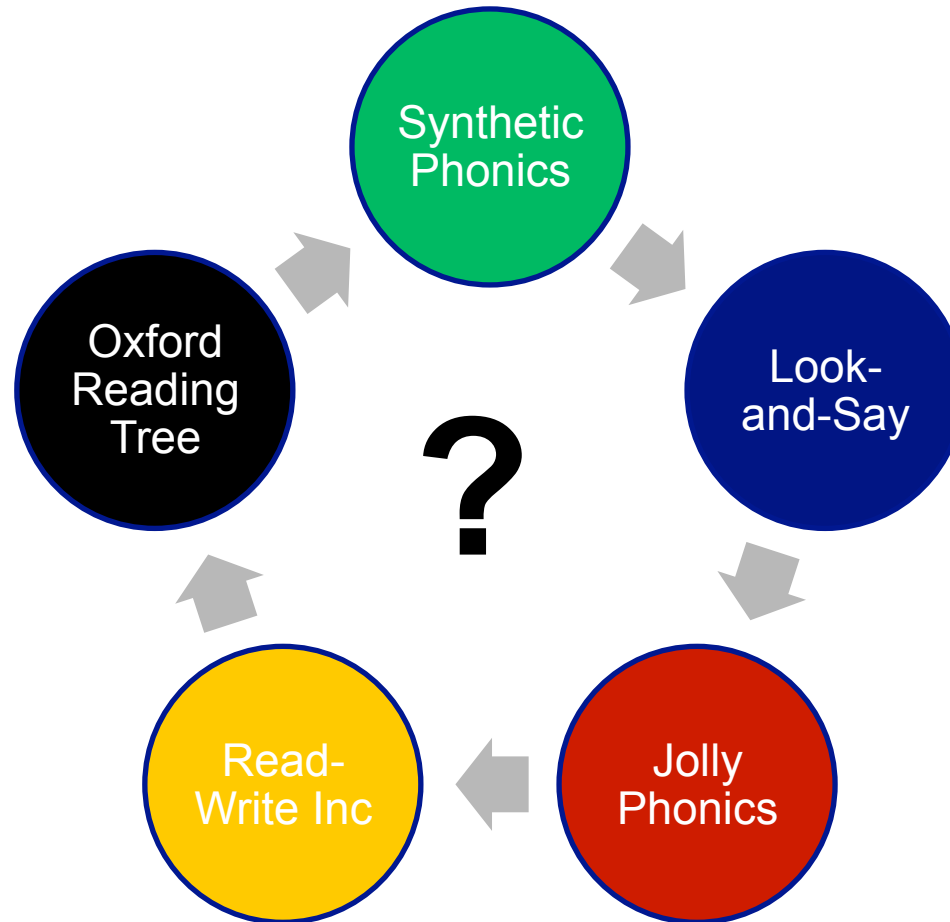 Synthetic
Phonics
Look-
and-Say
Jolly
Phonics
Read-
Write Inc
Oxford
Reading
Tree
?